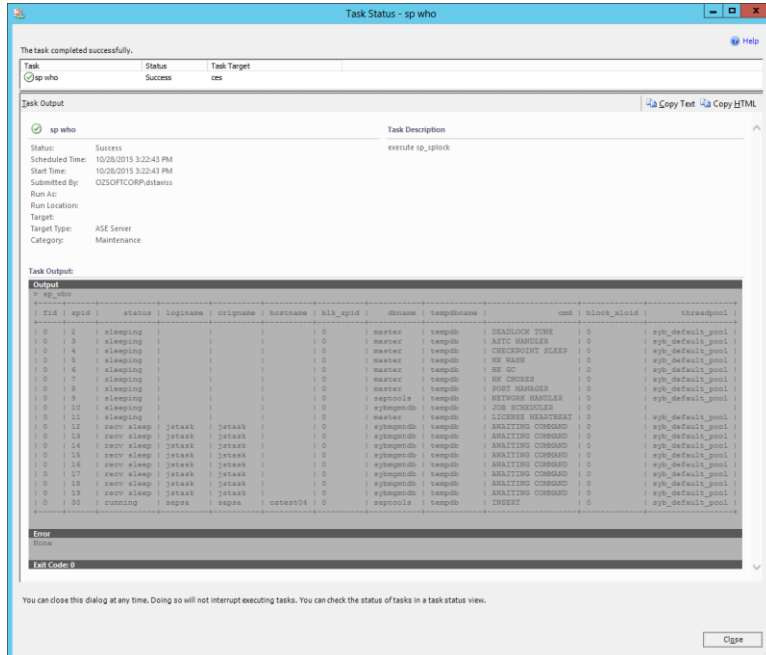 Task Status - sp who
Help
The task completed successfully.
Task Status Task Target
sp who Success ces
Task Output Copy Text Copy HTML
sp who Task Description
Status: Success execute sp_splock
Scheduled Time: 10/28/2015 3:22:43 PM
Start Time: 10/28/2015 3:22:43 PM
Submitted By: OZSOFTCORP\dstaviss
Run As:
Run Location:
Target:
Target Type: ASE Server
Category: Maintenance
Task Output:
Output
> sp_who
| fid | spid | status | loginame | origname | hostname | blk_spid | dbname | tempdbname | cmd | block_xloid | threadpool |
| 0 | 2 | sleeping | | | | 0 | master | tempdb | DEADLOCK TUNE | 0 | syb_default_pool |
| 0 | 3 | sleeping | | | | 0 | master | tempdb | ASTC HANDLER | 0 | syb_default_pool |
| 0 | 4 | sleeping | | | | 0 | master | tempdb | CHECKPOINT SLEEP | 0 | syb_default_pool |
| 0 | 5 | sleeping | | | | 0 | master | tempdb | HK WASH | 0 | syb_default_pool |
| 0 | 6 | sleeping | | | | 0 | master | tempdb | HK GC | 0 | syb_default_pool |
| 0 | 7 | sleeping | | | | 0 | master | tempdb | HK CHORES | 0 | syb_default_pool |
| 0 | 8 | sleeping | | | | 0 | master | tempdb | PORT MANAGER | 0 | syb_default_pool |
| 0 | 9 | sleeping | | | | 0 | saptools | tempdb | NETWORK HANDLER | 0 | syb_default_pool |
| 0 | 10 | sleeping | | | | 0 | sybmgmtdb | tempdb | JOB SCHEDULER | 0 | |
| 0 | 11 | sleeping | | | | 0 | master | tempdb | LICENSE HEARTBEAT | 0 | syb_default_pool |
| 0 | 12 | recv sleep | jstask | jstask | | 0 | sybmgmtdb | tempdb | AWAITING COMMAND | 0 | syb_default_pool |
| 0 | 13 | recv sleep | jstask | jstask | | 0 | sybmgmtdb | tempdb | AWAITING COMMAND | 0 | syb_default_pool |
| 0 | 14 | recv sleep | jstask | jstask | | 0 | sybmgmtdb | tempdb | AWAITING COMMAND | 0 | syb_default_pool |
| 0 | 15 | recv sleep | jstask | jstask | | 0 | sybmgmtdb | tempdb | AWAITING COMMAND | 0 | syb_default_pool |
| 0 | 16 | recv sleep | jstask | jstask | | 0 | sybmgmtdb | tempdb | AWAITING COMMAND | 0 | syb_default_pool |
| 0 | 17 | recv sleep | jstask | jstask | | 0 | sybmgmtdb | tempdb | AWAITING COMMAND | 0 | syb_default_pool |
| 0 | 18 | recv sleep | jstask | jstask | | 0 | sybmgmtdb | tempdb | AWAITING COMMAND | 0 | syb_default_pool |
| 0 | 19 | recv sleep | jstask | jstask | | 0 | sybmgmtdb | tempdb | AWAITING COMMAND | 0 | syb_default_pool |
| 0 | 30 | running | sapsa | sapsa | oztest04 | 0 | saptools | tempdb | INSERT | 0 | syb_default_pool |
Error
None
Exit Code: 0
You can close this dialog at any time. Doing so will not interrupt executing tasks. You can check the status of tasks in a task status view.
Close